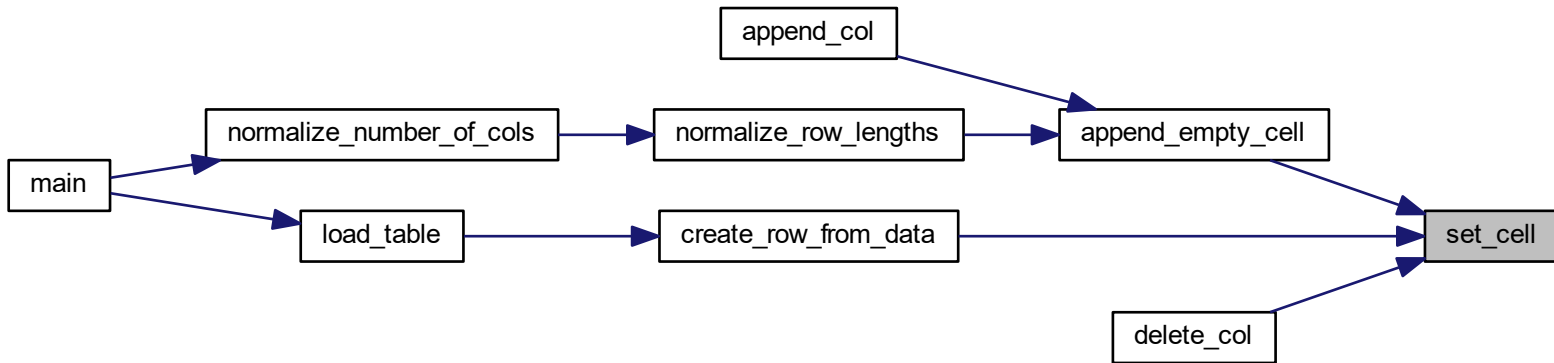 append_col
normalize_number_of_cols
normalize_row_lengths
append_empty_cell
main
load_table
create_row_from_data
set_cell
delete_col